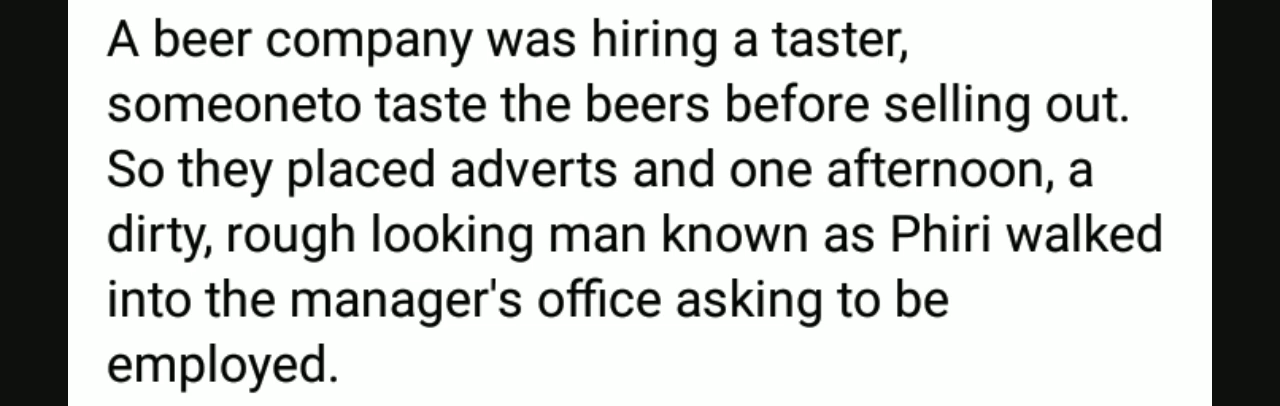 A beer company was hiring a taster,
someoneto taste the beers before selling out.
So they placed adverts and one afternoon, a
dirty, rough looking man known as Phiri walked
into the manager's office asking to be
employed.